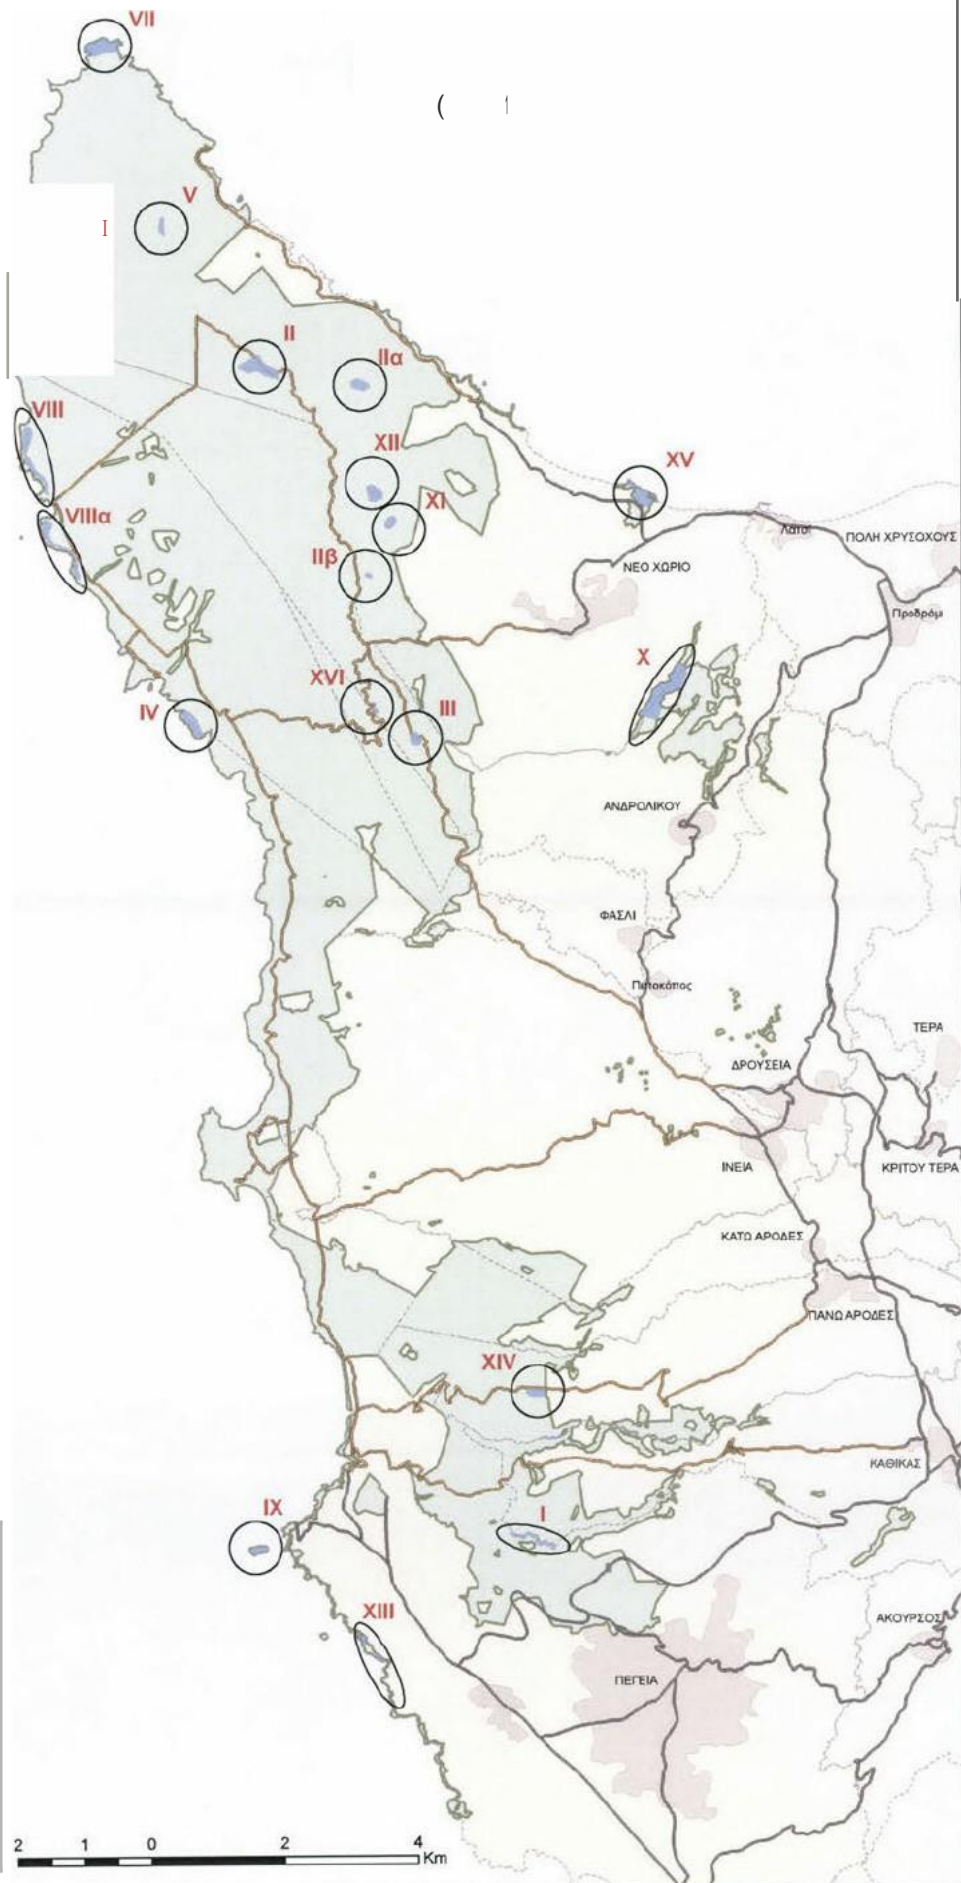 VII
(
V
I
II
IIα
VIII
XII
XV
XI
VIIIα
Λατσί
ΠΟΛΗ ΧΡΥΣΟΧΟΥΣ
IIβ
ΝΕΟ ΧΩΡΙΟ
Προδρόμι
X
XVI
IV
III
ΑΝΔΡΟΛΙΚΟΥ
ΦΑΣΛΙ
Πιτοκόπος
ΤΕΡΑ
ΔΡΟΥΣΕΙΑ
ΙΝΕΙΑ
ΚΡΙΤΟΥ ΤΕΡΑ
ΚΑΤΩ ΑΡΟΔΕΣ
ΠΑΝΩ ΑΡΟΔΕΣ
XIV
ΚΑΘΙΚΑΣ
IX
I
ΑΚΟΥΡΣΟΣ
XIII
ΠΕΓΕΙΑ
2 1 0 2 4
Km